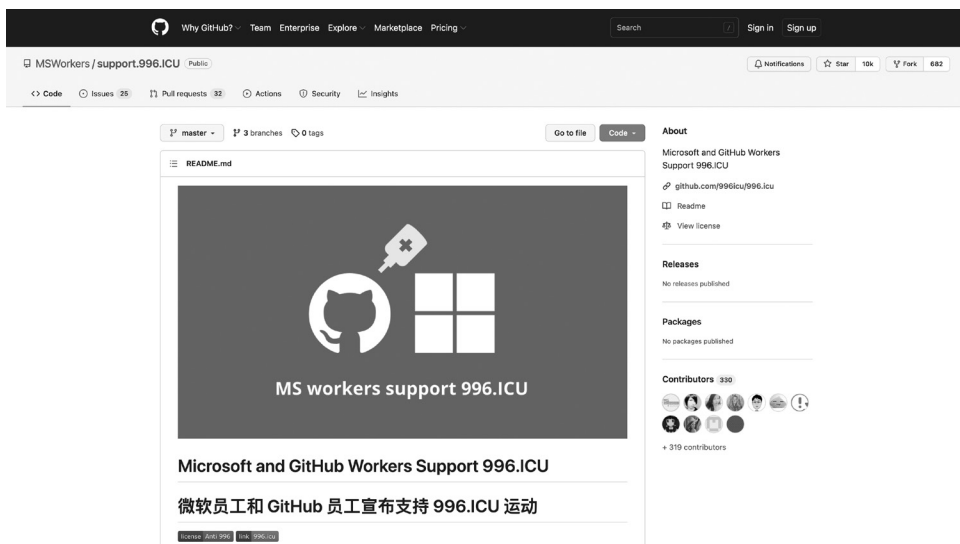 Why GitHub? Team Enterprise Explore Marketplace Pricing Search / Sign in Sign up
MSWorkers / support.996.ICU Public Notifications Star 10k Fork 682
Code Issues 25 Pull requests 32 Actions Security Insights
master 3 branches 0 tags Go to file Code
README.md
MS workers support 996.ICU
Microsoft and GitHub Workers Support 996.ICU
微软员工和 GitHub 员工宣布支持 996.ICU 运动
license Anti 996 link 996.icu
About
Microsoft and GitHub Workers
Support 996.ICU
github.com/996icu/996.icu
Readme
View license
Releases
No releases published
Packages
No packages published
Contributors 330
+ 319 contributors